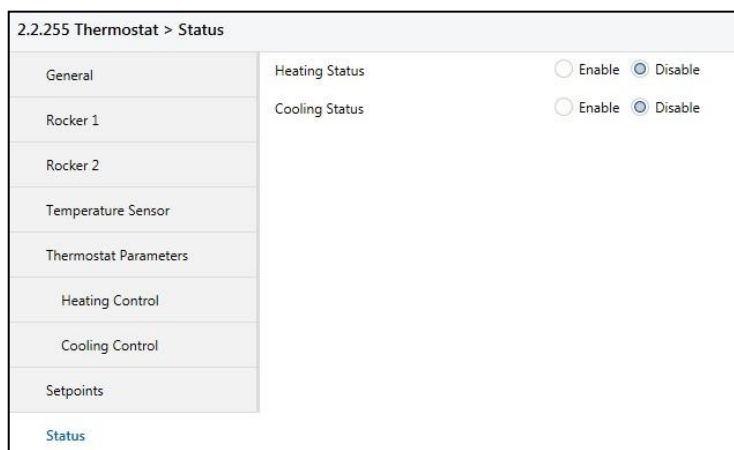 2.2.255 Thermostat > Status
General
Rocker 1
Rocker 2
Temperature Sensor
Thermostat Parameters
Heating Control
Cooling Control
Setpoints
Status
Heating Status Enable Disable
Cooling Status Enable Disable